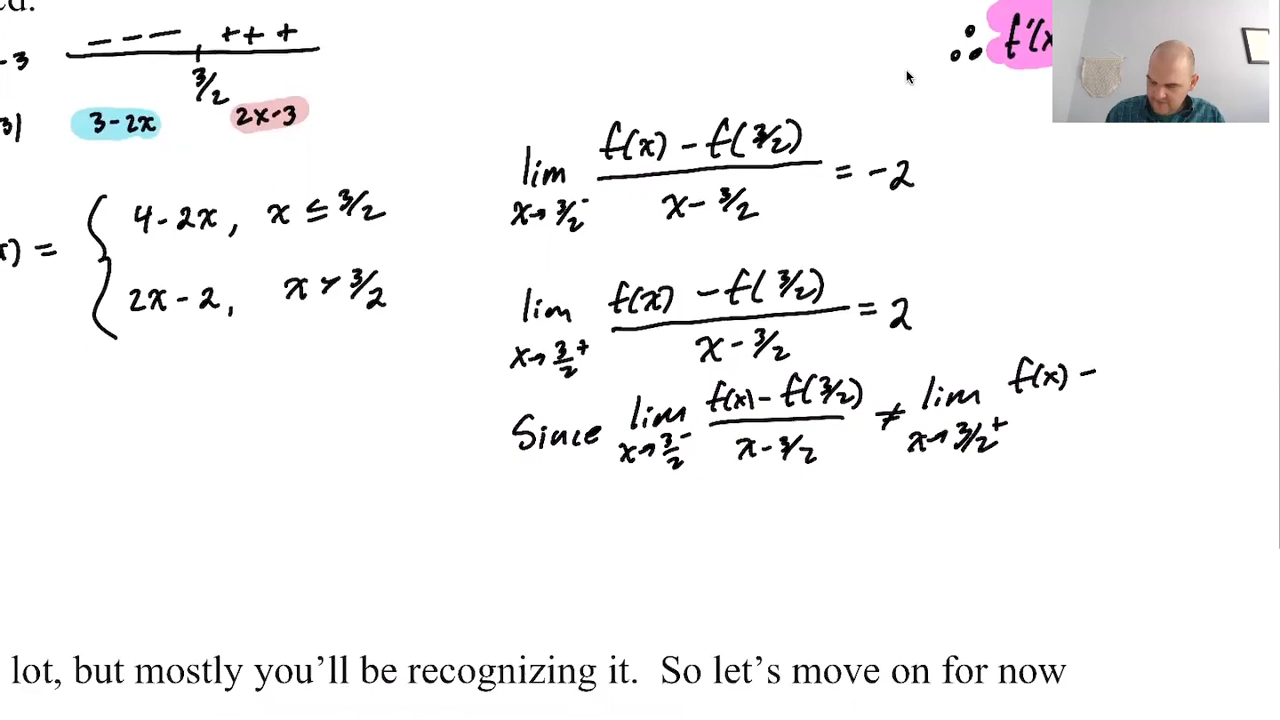 − − − + + +
- 3
3/2
3|
3 - 2x
2x - 3
∴ f'(x
lim x→3/2⁻ f(x) - f(3/2) / x - 3/2 = -2
x) = { 4 - 2x, x ≤ 3/2
2x - 2, x > 3/2
lim x→3/2⁺ f(x) - f(3/2) / x - 3/2 = 2
Since lim x→3/2⁻ f(x) - f(3/2) / x - 3/2 ≠ lim x→3/2⁺ f(x) -
lot, but mostly you'll be recognizing it. So let's move on for now